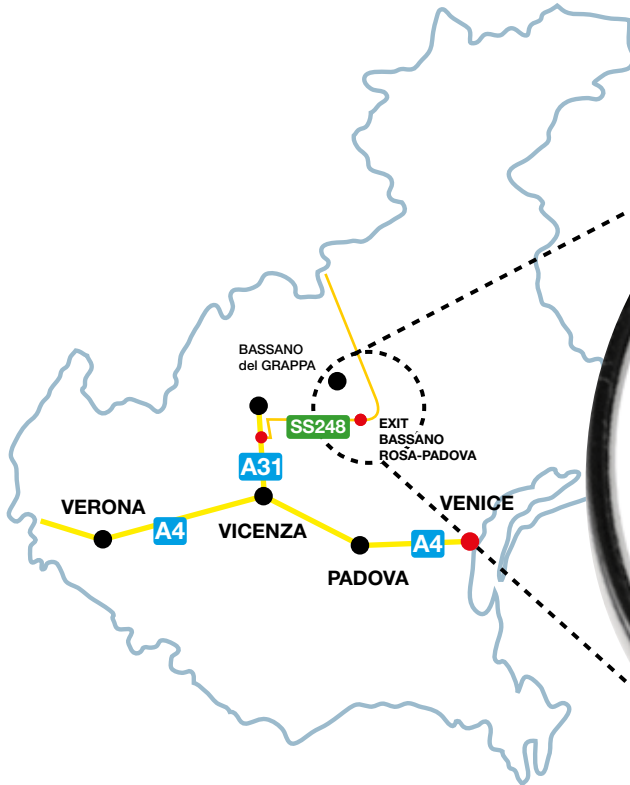 BASSANO
del GRAPPA
SS248
EXIT
BASSANO
ROSA-PADOVA
A31
VERONA
A4
VICENZA
VENICE
A4
PADOVA